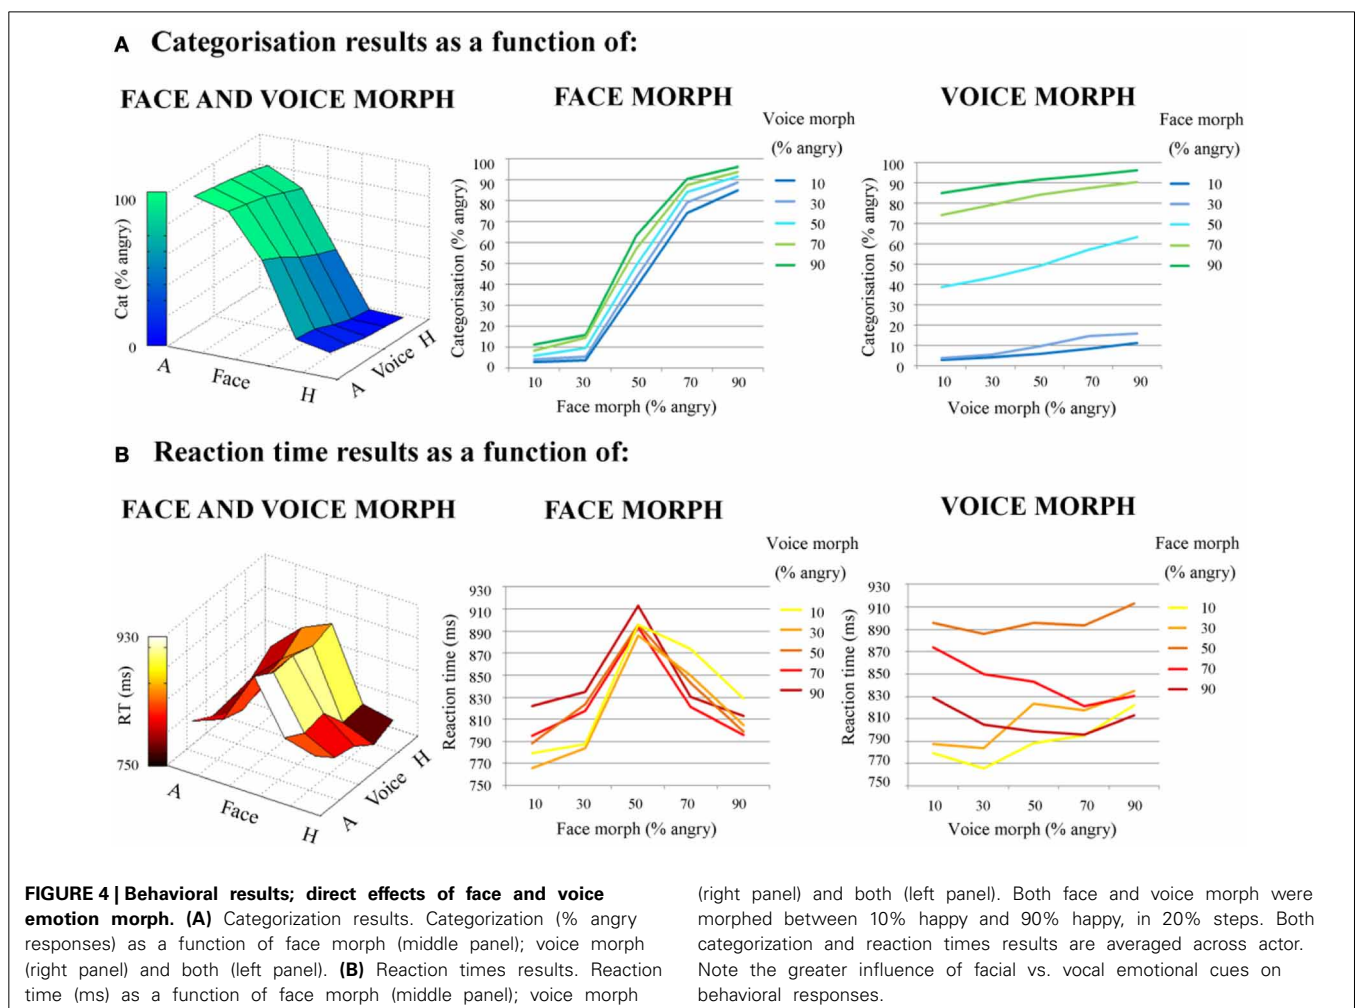 A Categorisation results as a function of:
FACE AND VOICE MORPH
100
0
Cat (% angry)
A
Face
H
A
Voice
H
FACE MORPH
Voice morph
(% angry)
100
90
80
70
60
50
40
30
20
10
0
Categorisation (% angry)
10 30 50 70 90
Face morph (% angry)
10
30
50
70
90
VOICE MORPH
Face morph
(% angry)
100
90
80
70
60
50
40
30
20
10
0
Categorisation (% angry)
10 30 50 70 90
Voice morph (% angry)
10
30
50
70
90
B Reaction time results as a function of:
FACE AND VOICE MORPH
930
750
RT (ms)
A
Face
H
A
Voice
H
FACE MORPH
Voice morph
(% angry)
930
910
890
870
850
830
810
790
770
750
Reaction time (ms)
10 30 50 70 90
Face morph (% angry)
10
30
50
70
90
VOICE MORPH
Face morph
(% angry)
930
910
890
870
850
830
810
790
770
750
Reaction time (ms)
10 30 50 70 90
Voice morph (% angry)
10
30
50
70
90
FIGURE 4 | Behavioral results; direct effects of face and voice
emotion morph. (A) Categorization results. Categorization (% angry
responses) as a function of face morph (middle panel); voice morph
(right panel) and both (left panel). (B) Reaction times results. Reaction
time (ms) as a function of face morph (middle panel); voice morph
(right panel) and both (left panel). Both face and voice morph were
morphed between 10% happy and 90% happy, in 20% steps. Both
categorization and reaction times results are averaged across actor.
Note the greater influence of facial vs. vocal emotional cues on
behavioral responses.